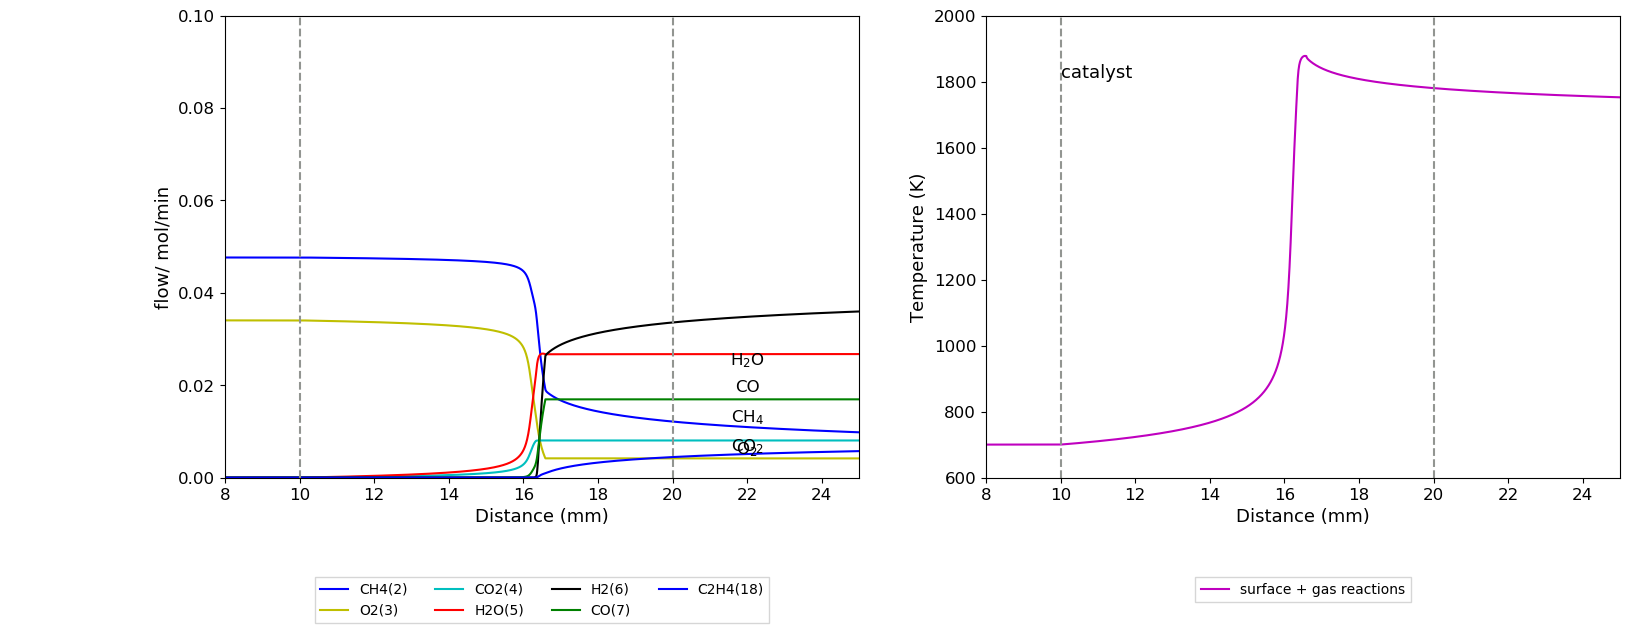 0.10
0.08
0.06
0.04
0.02
0.00
flow/ mol/min
H₂O
CO
CH₄
CO₂
O₂
8 10 12 14 16 18 20 22 24
Distance (mm)
CH4(2) CO2(4) H2(6) C2H4(18)
O2(3) H2O(5) CO(7)
2000
1800
1600
1400
1200
1000
800
600
Temperature (K)
catalyst
8 10 12 14 16 18 20 22 24
Distance (mm)
surface + gas reactions